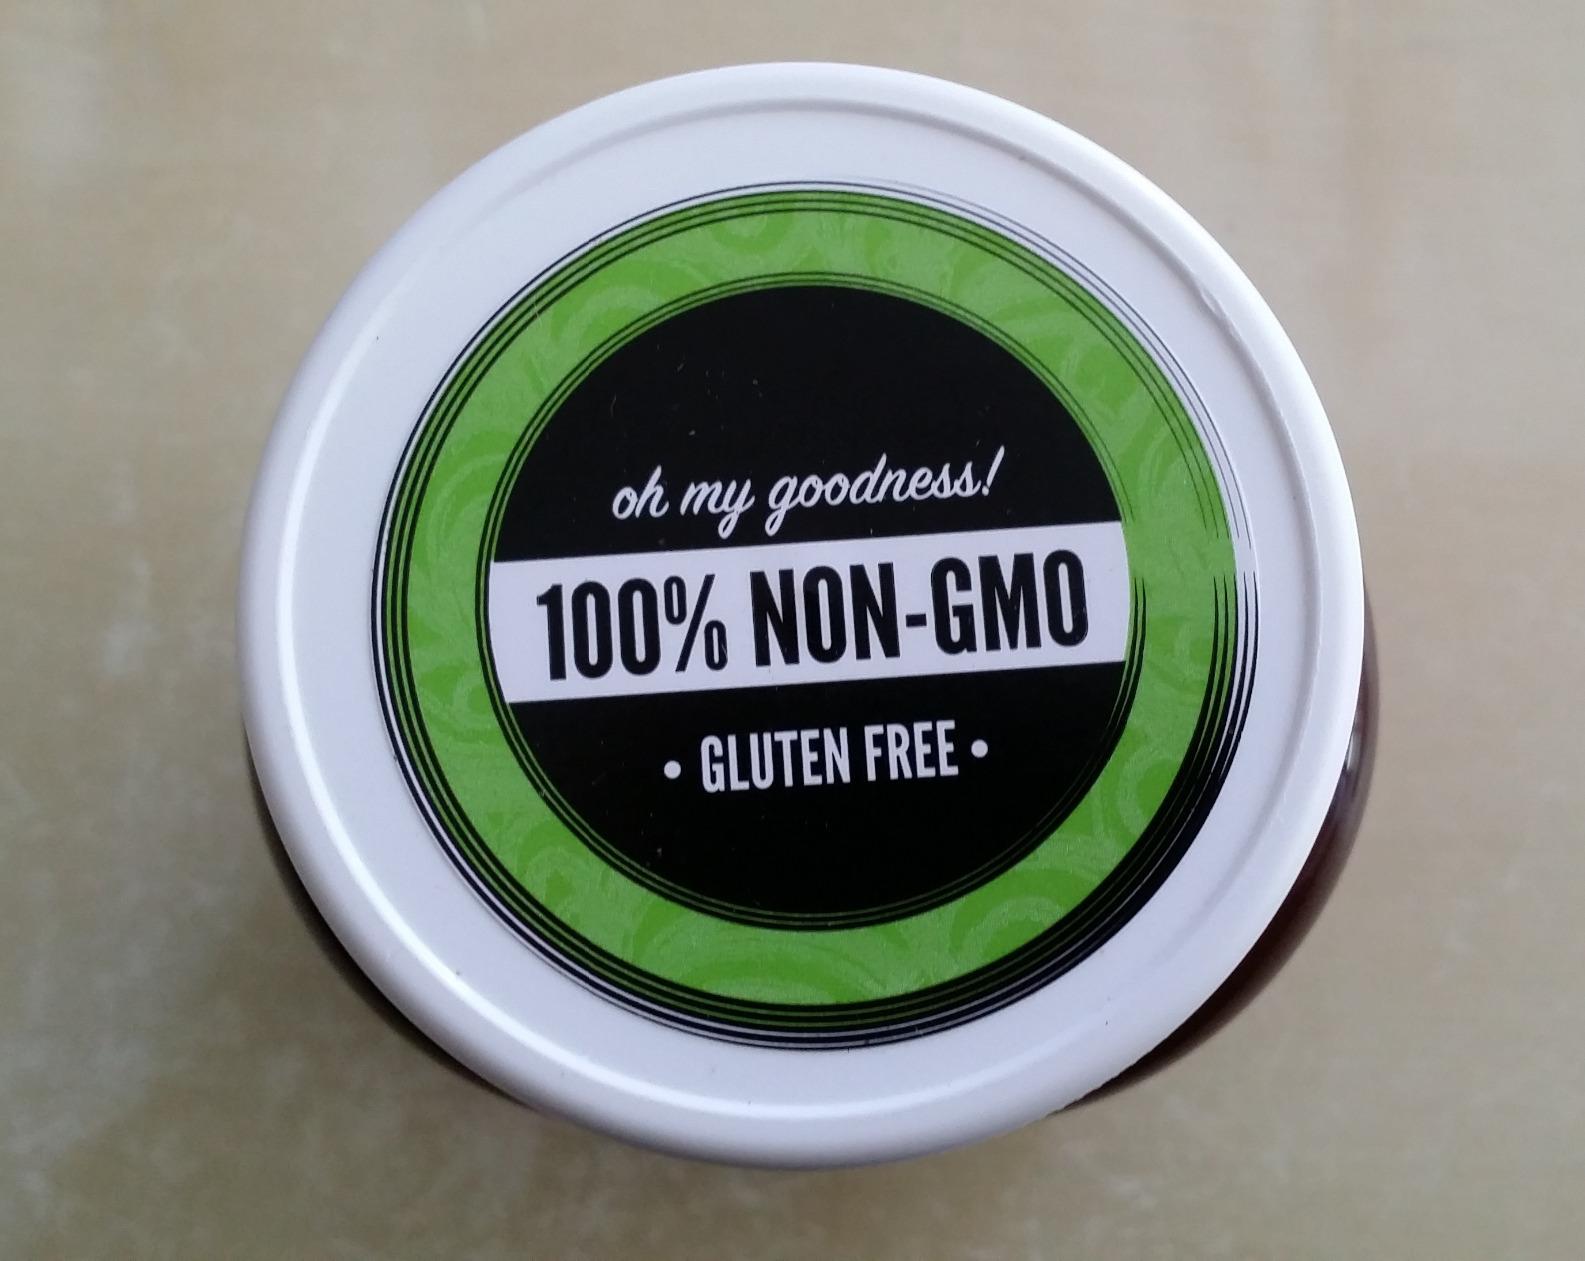 oh my goodness!
100% NON-GMO
• GLUTEN FREE •